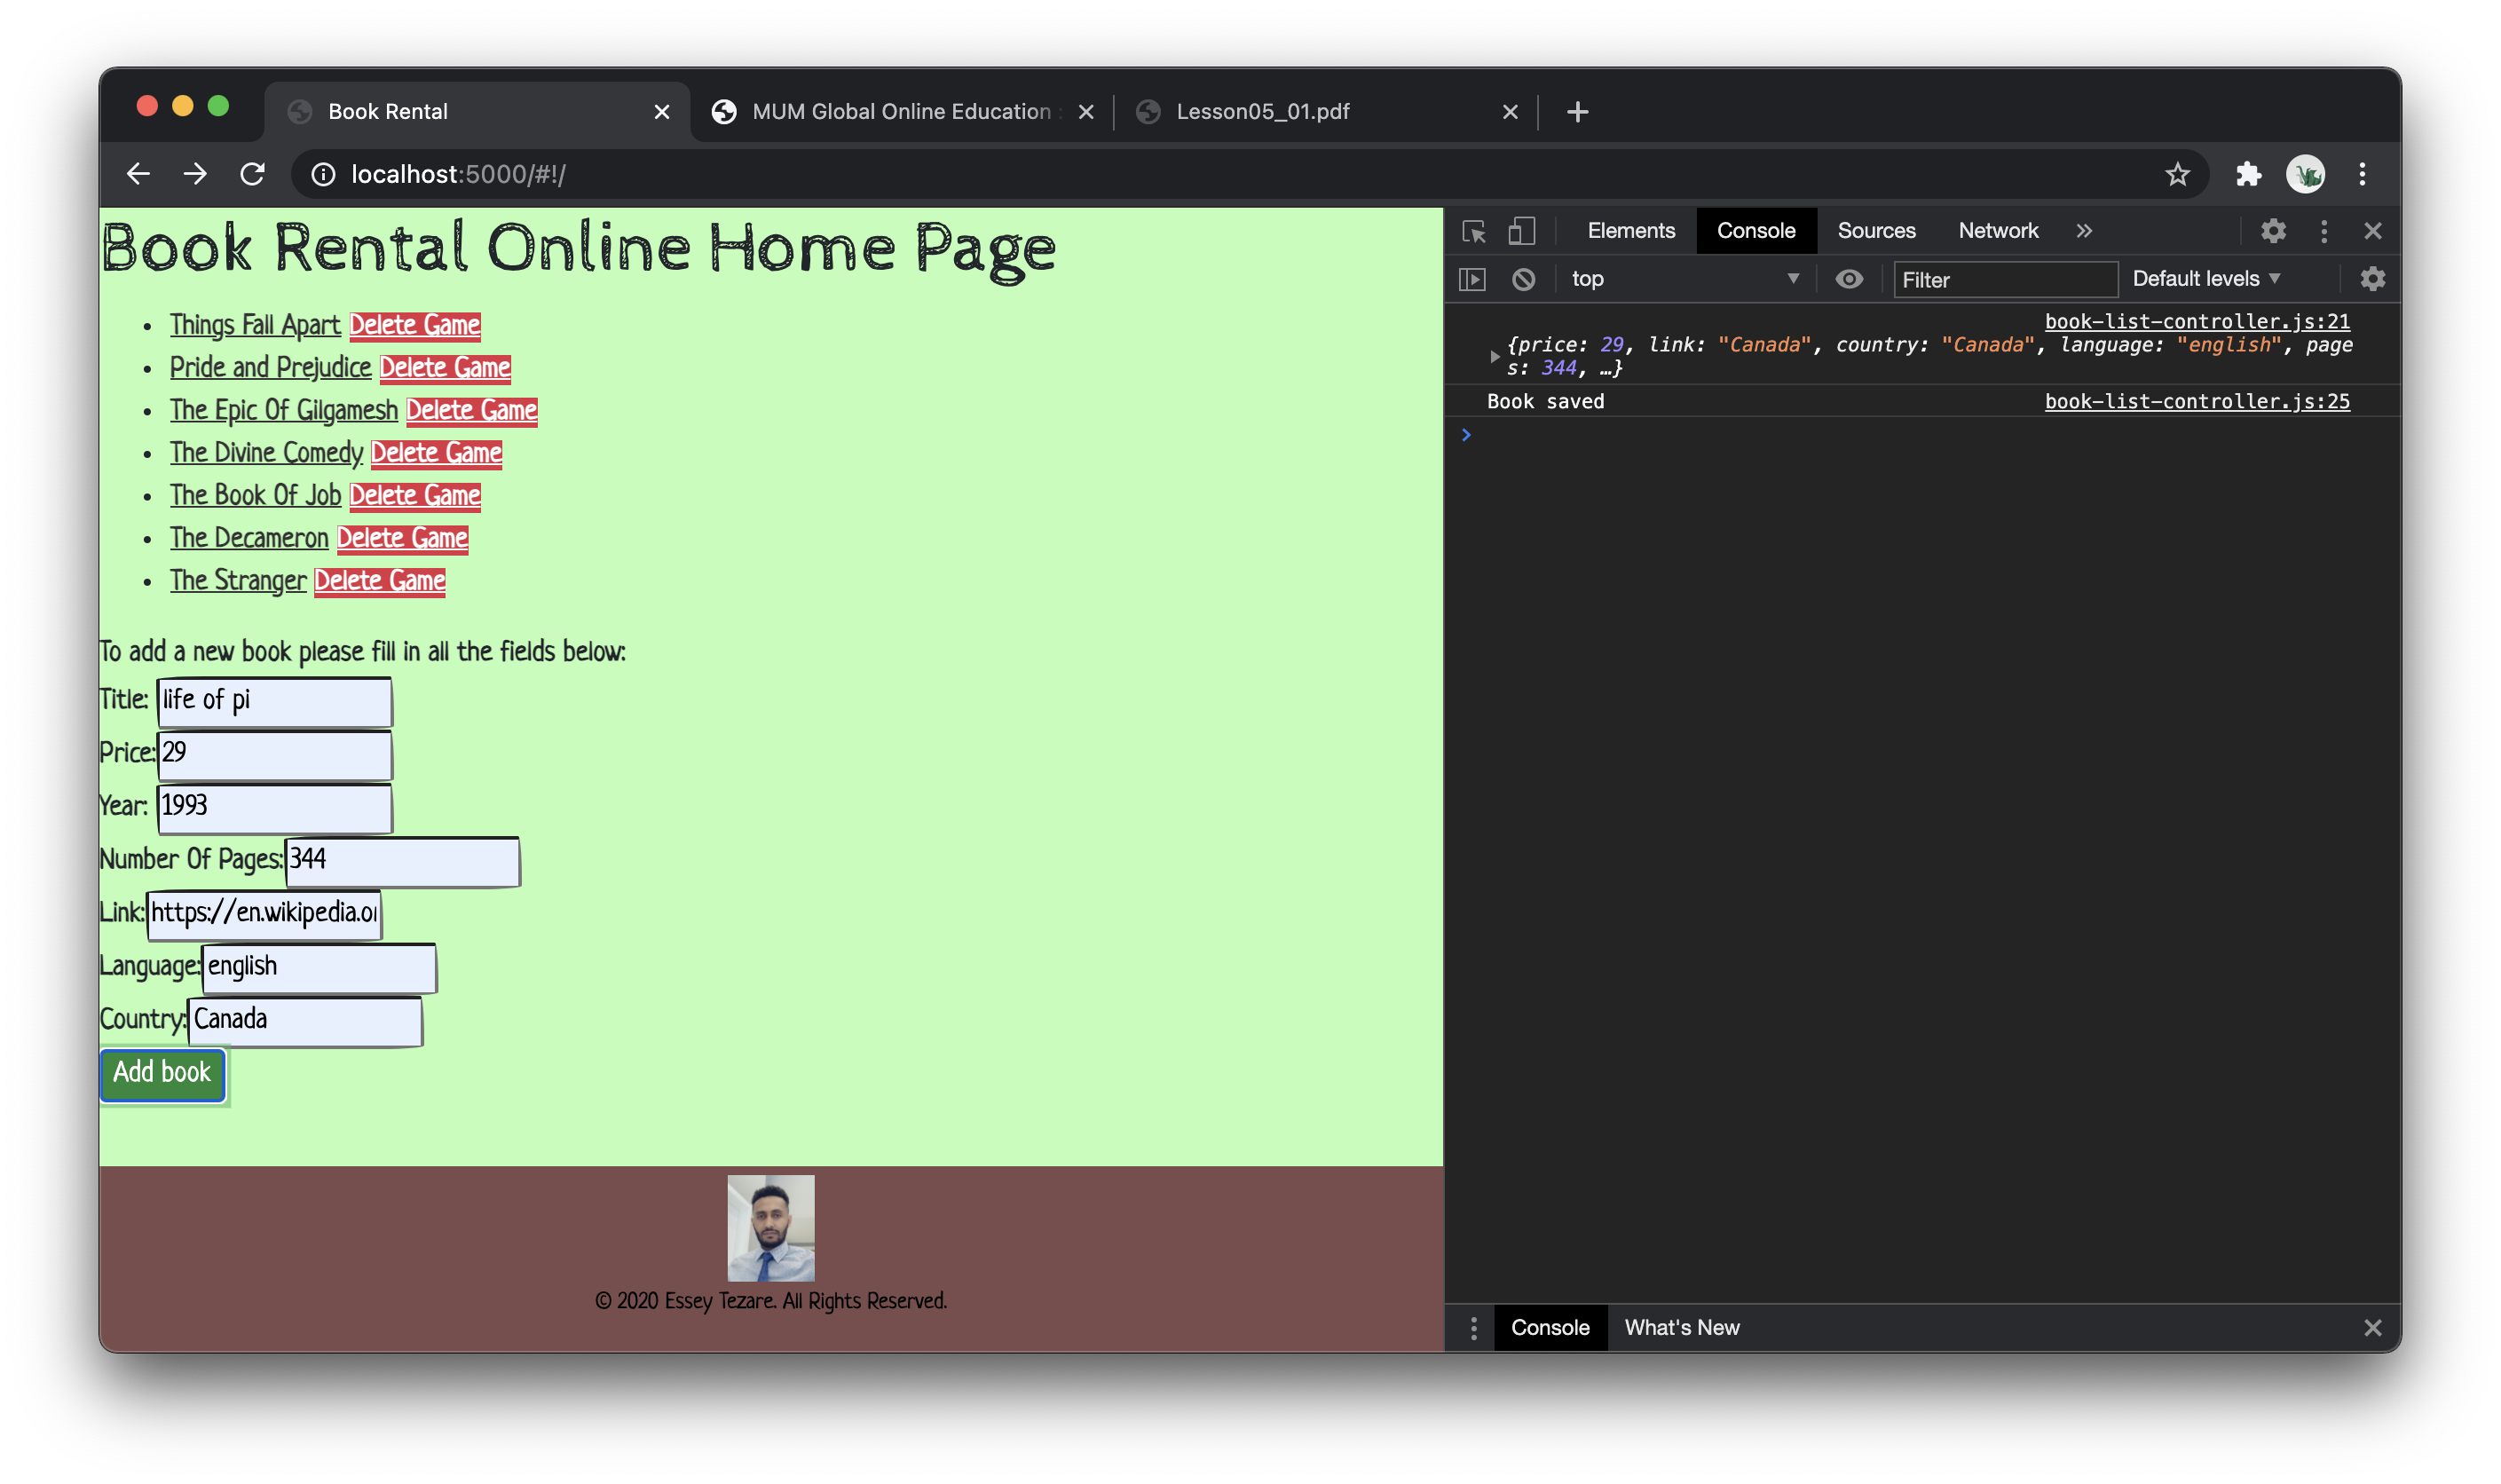 Book Rental
MUM Global Online Education :
Lesson05_01.pdf
localhost:5000/#!/
Book Rental Online Home Page
Things Fall Apart Delete Game
Pride and Prejudice Delete Game
The Epic Of Gilgamesh Delete Game
The Divine Comedy Delete Game
The Book Of Job Delete Game
The Decameron Delete Game
The Stranger Delete Game
To add a new book please fill in all the fields below:
Title: life of pi
Price: 29
Year: 1993
Number Of Pages: 344
Link: https://en.wikipedia.or
Language: english
Country: Canada
Add book
© 2020 Essey Tezare. All Rights Reserved.
Elements Console Sources Network »
top Filter Default levels
book-list-controller.js:21
{price: 29, link: "Canada", country: "Canada", language: "english", page
s: 344, …}
Book saved book-list-controller.js:25
Console What's New